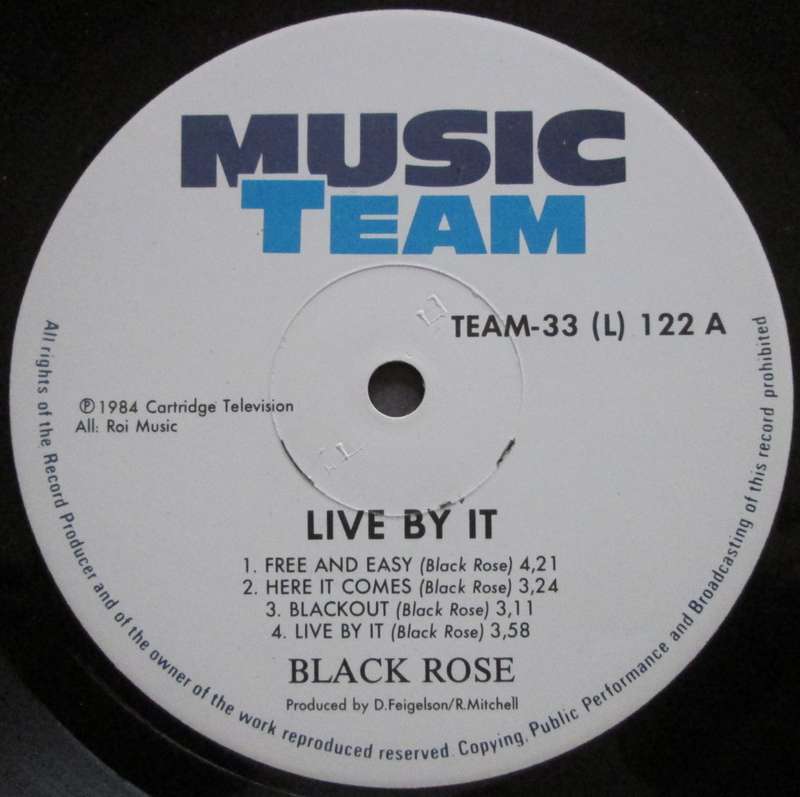 MUSIC
TEAM
TEAM-33 (L) 122 A
℗1984 Cartridge Television
All: Roi Music
LIVE BY IT
1. FREE AND EASY (Black Rose) 4,21
2. HERE IT COMES (Black Rose) 3,24
3. BLACKOUT (Black Rose) 3,11
4. LIVE BY IT (Black Rose) 3,58
BLACK ROSE
Produced by D.Feigelson/R.Mitchell
All rights of the Record Producer and of the owner of the work reproduced reserved. Copying, Public Performance and Broadcasting of this record prohibited